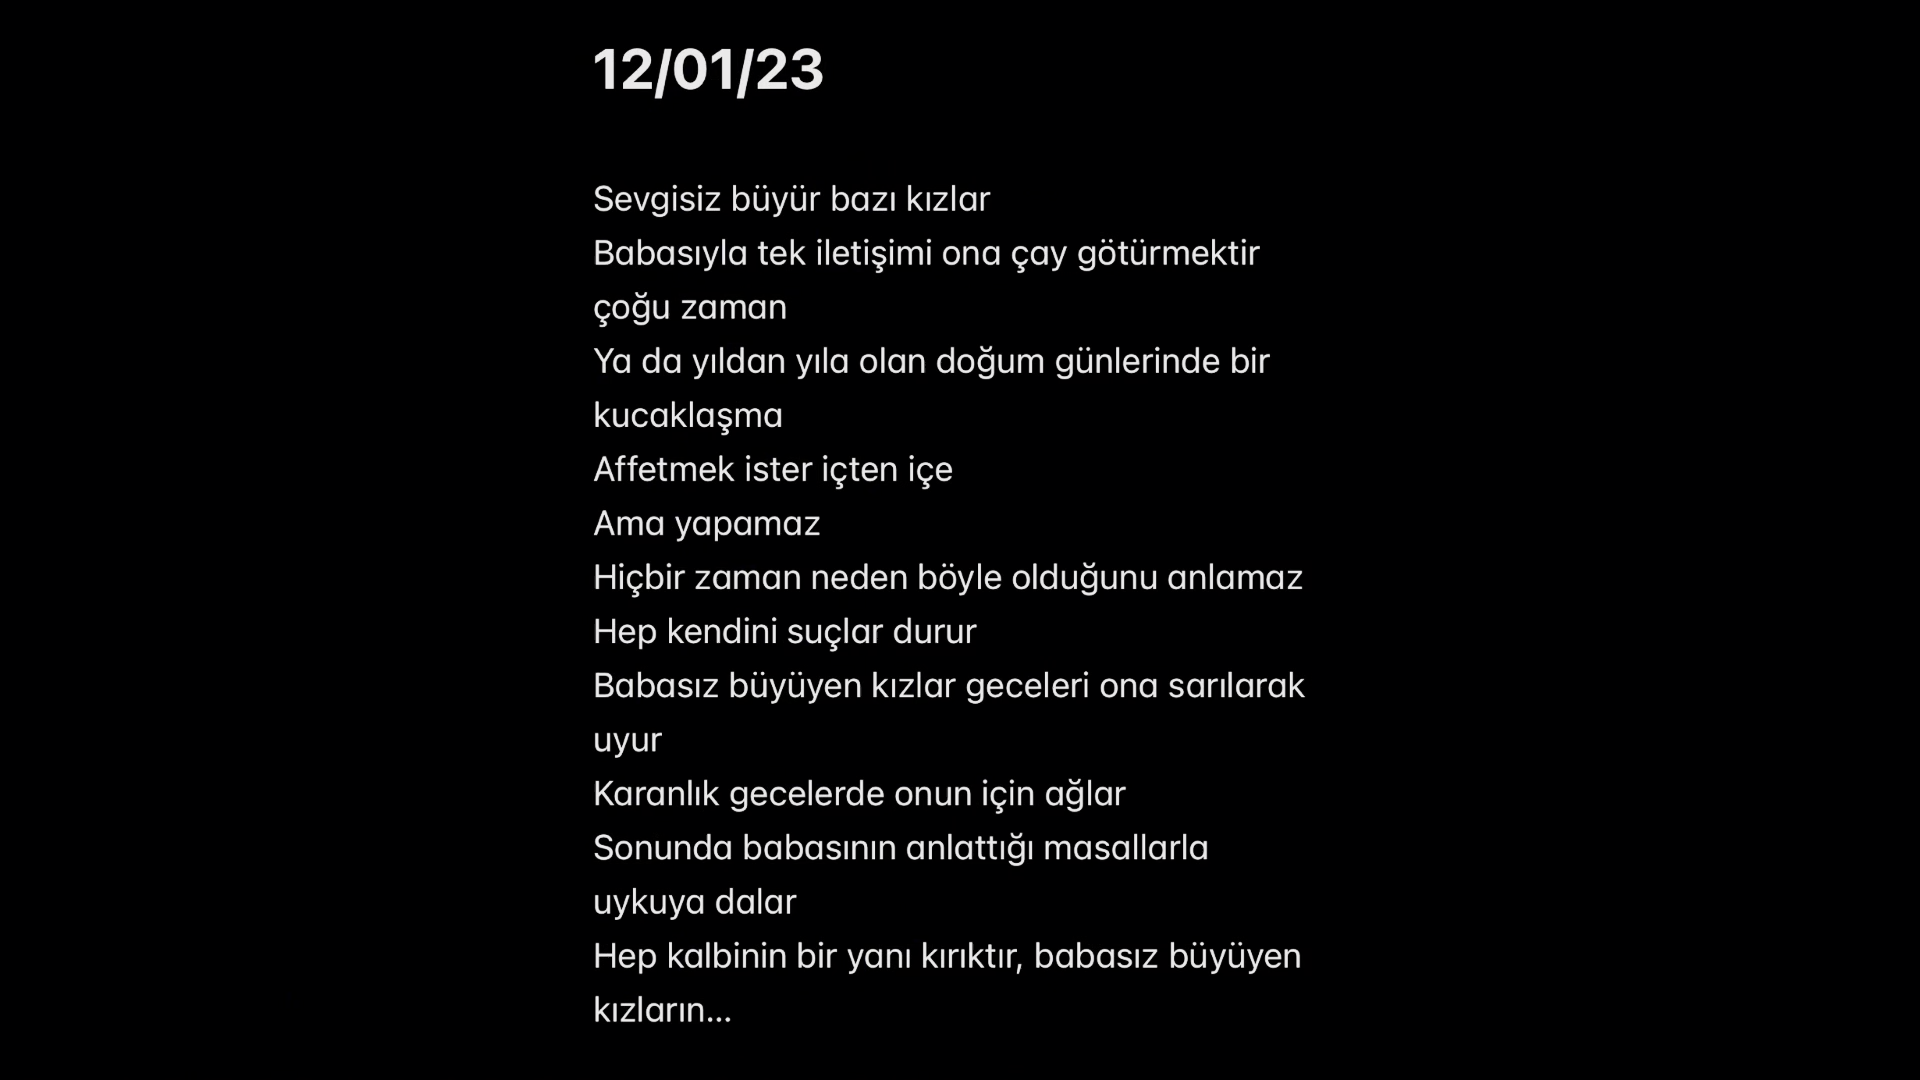 12/01/23
Sevgisiz büyür bazı kızlar
Babasıyla tek iletişimi ona çay götürmektir
çoğu zaman
Ya da yıldan yıla olan doğum günlerinde bir
kucaklaşma
Affetmek ister içten içe
Ama yapamaz
Hiçbir zaman neden böyle olduğunu anlamaz
Hep kendini suçlar durur
Babasız büyüyen kızlar geceleri ona sarılarak
uyur
Karanlık gecelerde onun için ağlar
Sonunda babasının anlattığı masallarla
uykuya dalar
Hep kalbinin bir yanı kırıktır, babasız büyüyen
kızların...